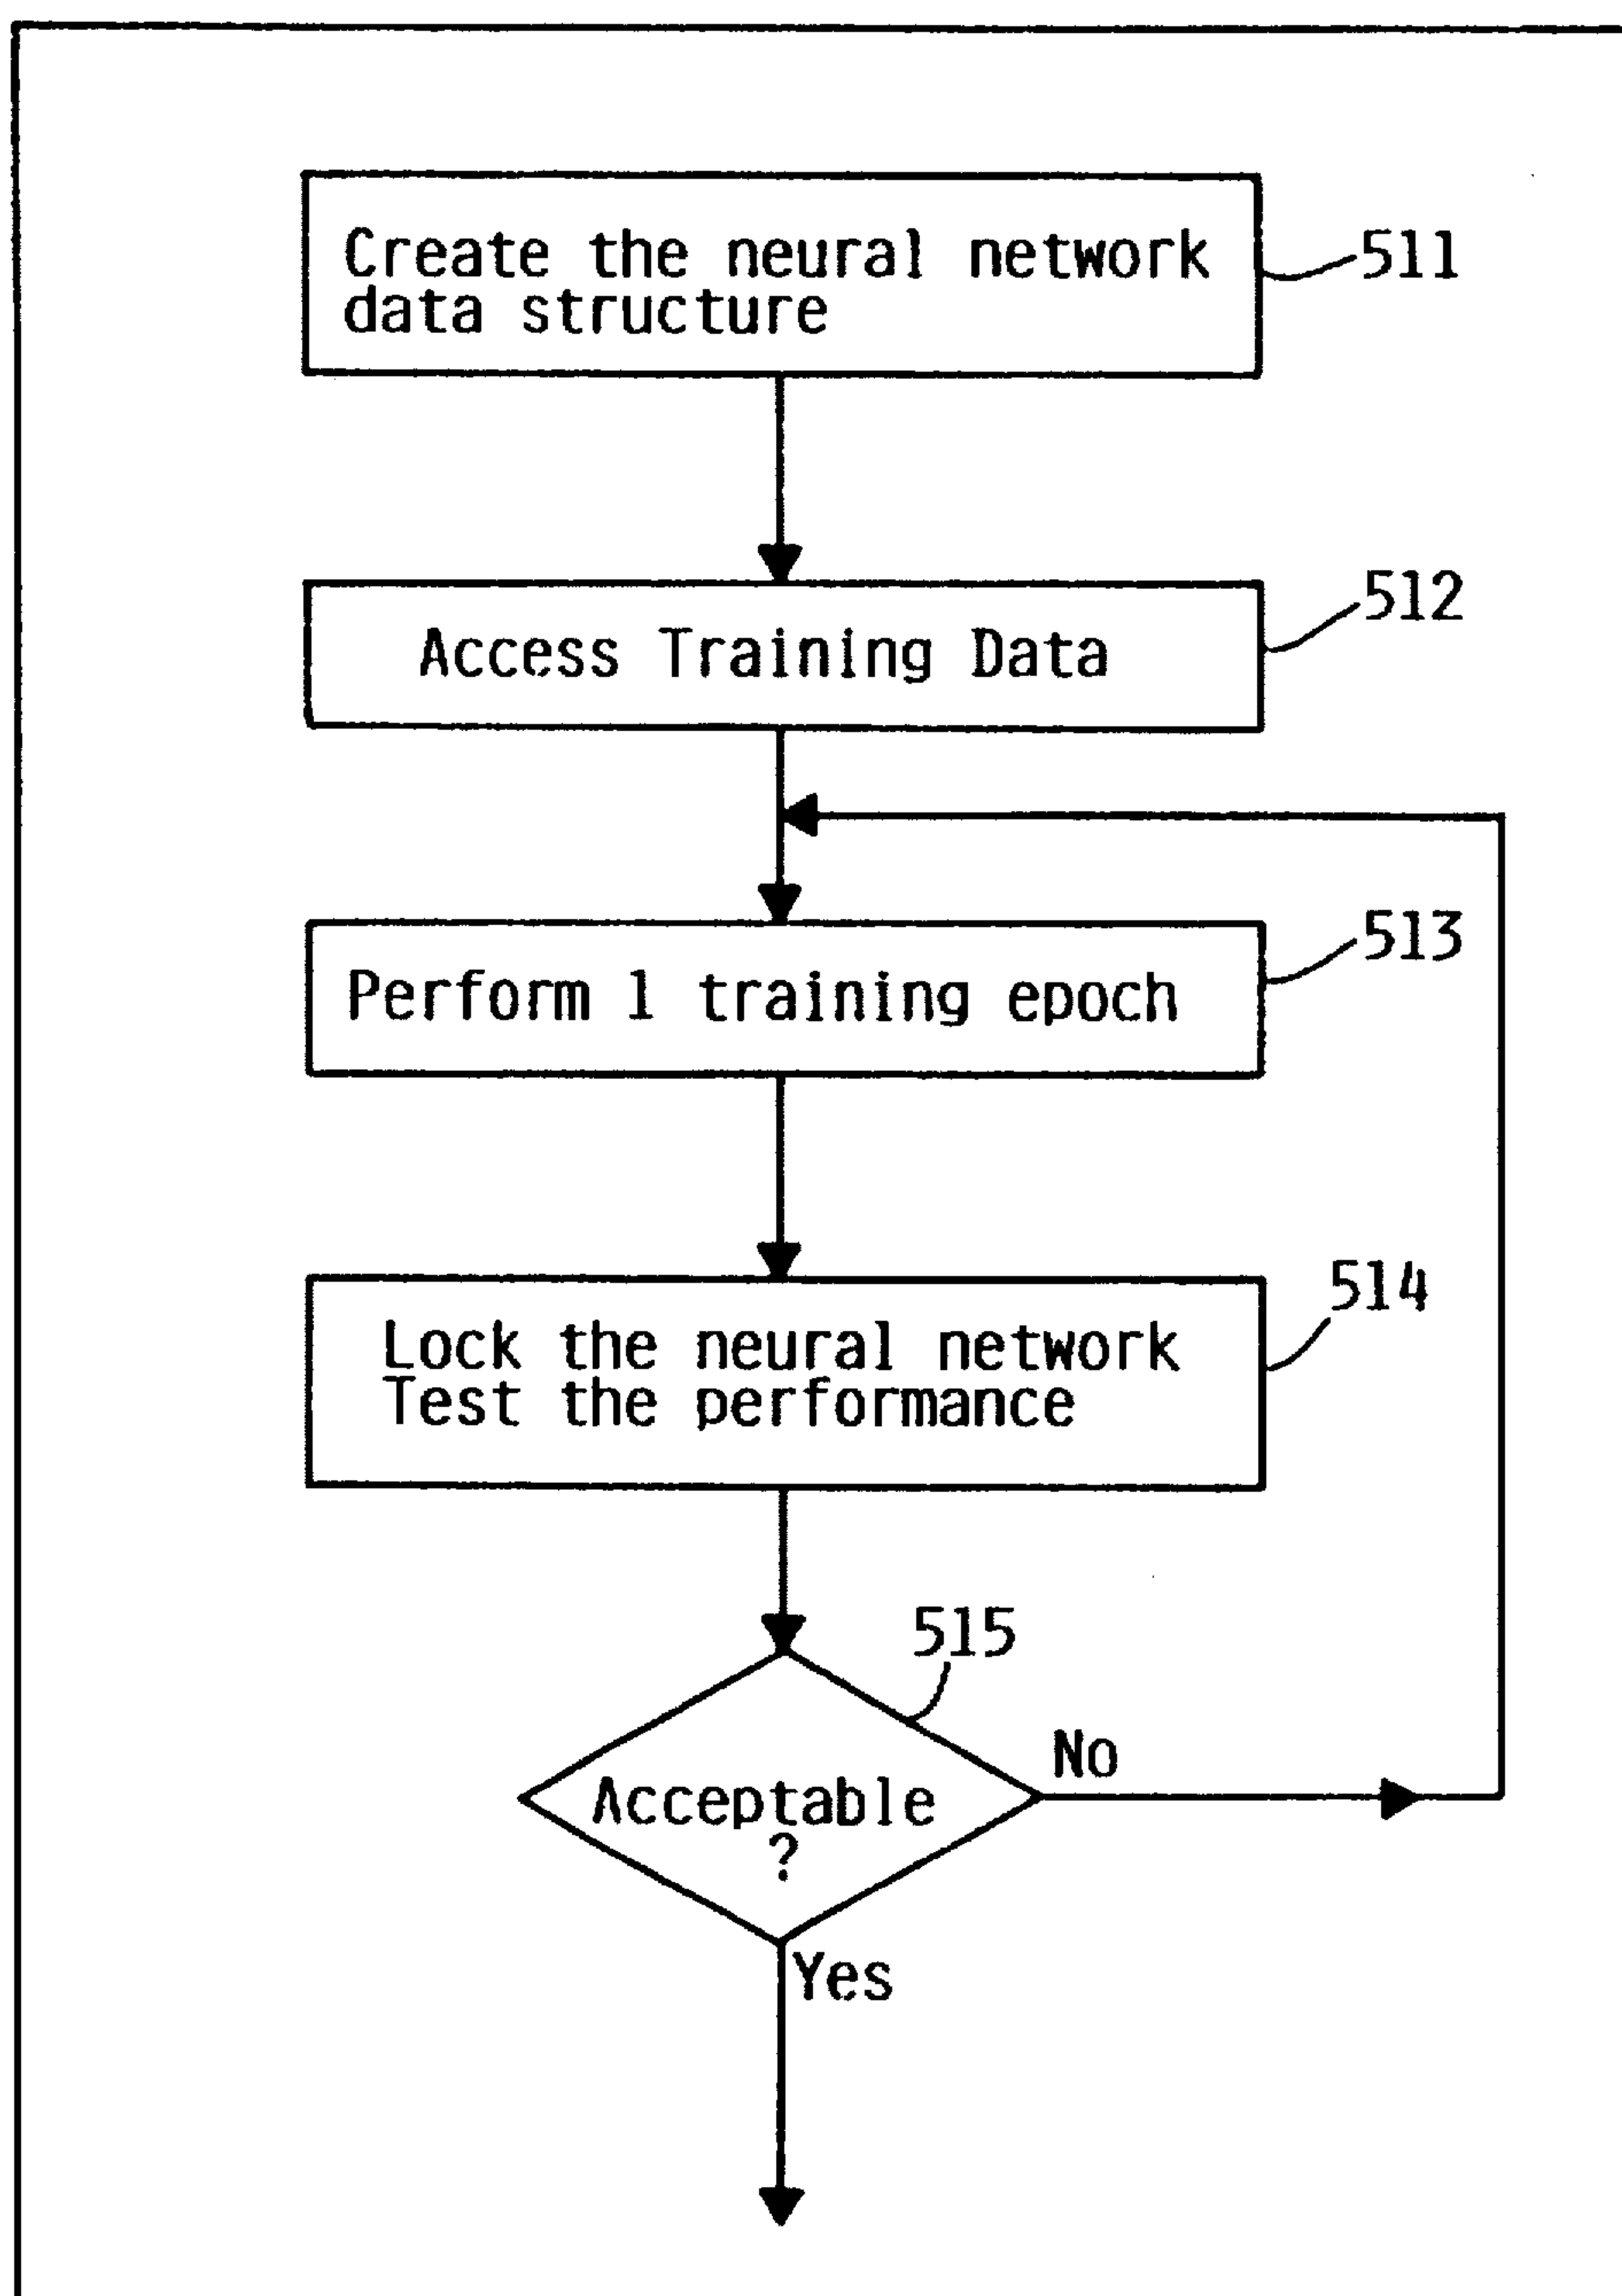 Create the neural network
data structure
511
Access Training Data
512
Perform 1 training epoch
513
Lock the neural network
Test the performance
514
515
Acceptable
?
No
Yes